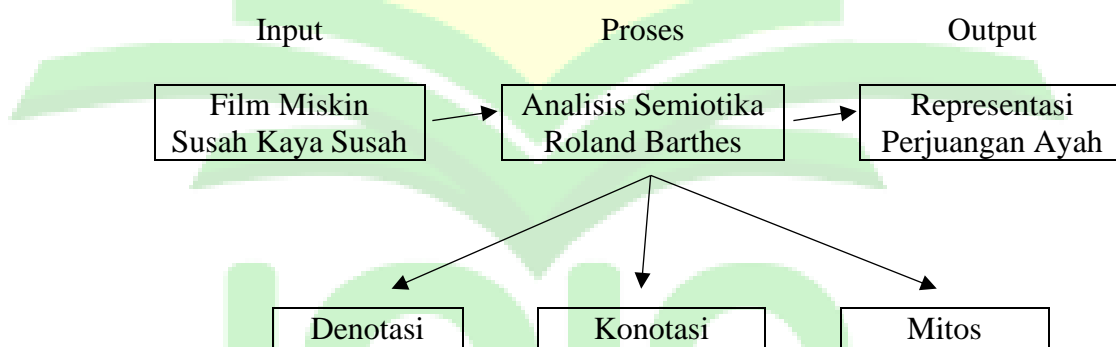 Input Proses Output
Film Miskin Analisis Semiotika Representasi
Susah Kaya Susah Roland Barthes Perjuangan Ayah
Denotasi Konotasi Mitos